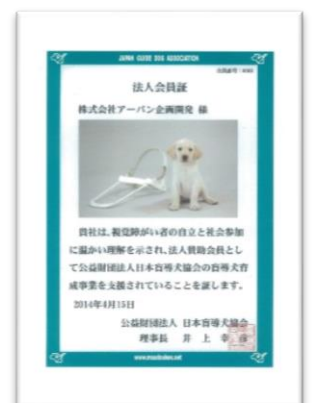 JAPAN GUIDE DOG ASSOCIATION
法人会員証
株式会社アーバン企画開発 様
貴社は、視覚障がい者の自立と社会参加
に温かい理解を示され、法人賛助会員とし
て公益財団法人日本盲導犬協会の盲導犬育
成事業を支援されていることを証します。
2014年4月15日
公益財団法人 日本盲導犬協会
理事長 井上幸彦
www.moudouken.net